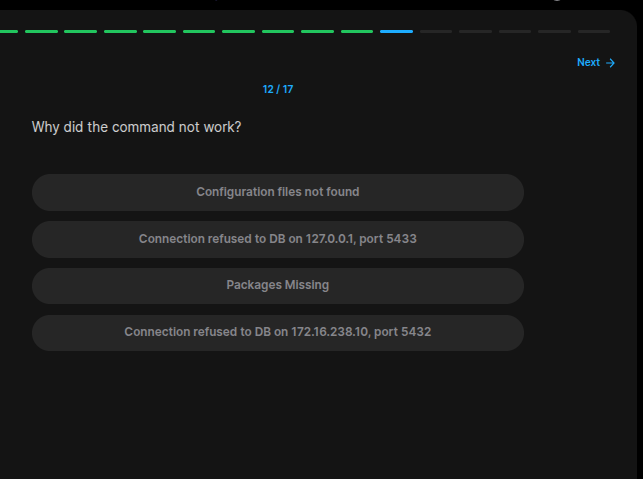 Next →
12 / 17
Why did the command not work?
Configuration files not found
Connection refused to DB on 127.0.0.1, port 5433
Packages Missing
Connection refused to DB on 172.16.238.10, port 5432